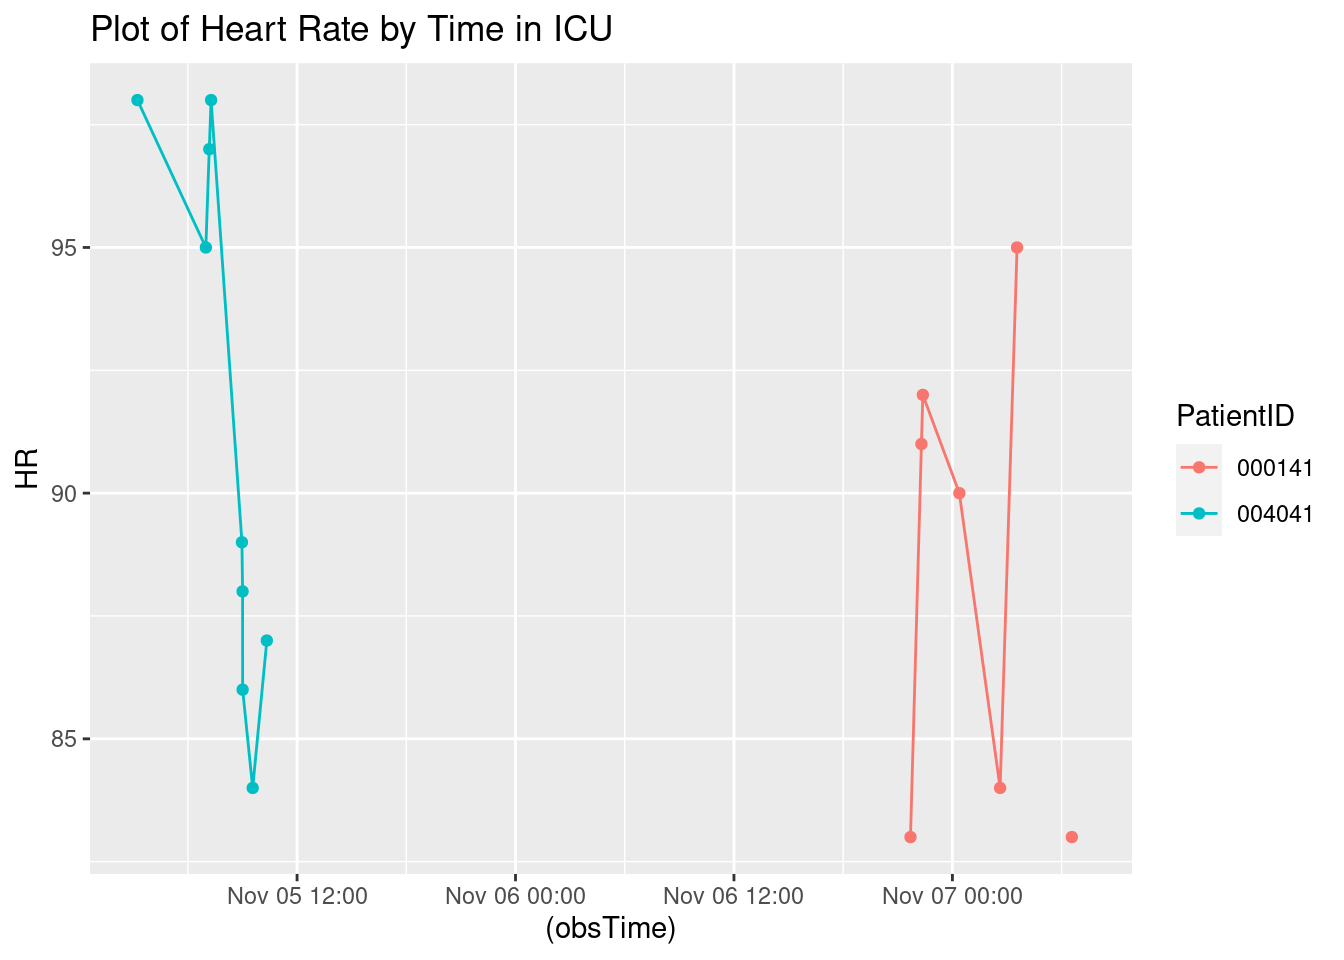 Plot of Heart Rate by Time in ICU
95
90
85
HR
Nov 05 12:00
Nov 06 00:00
Nov 06 12:00
Nov 07 00:00
(obsTime)
PatientID
000141
004041